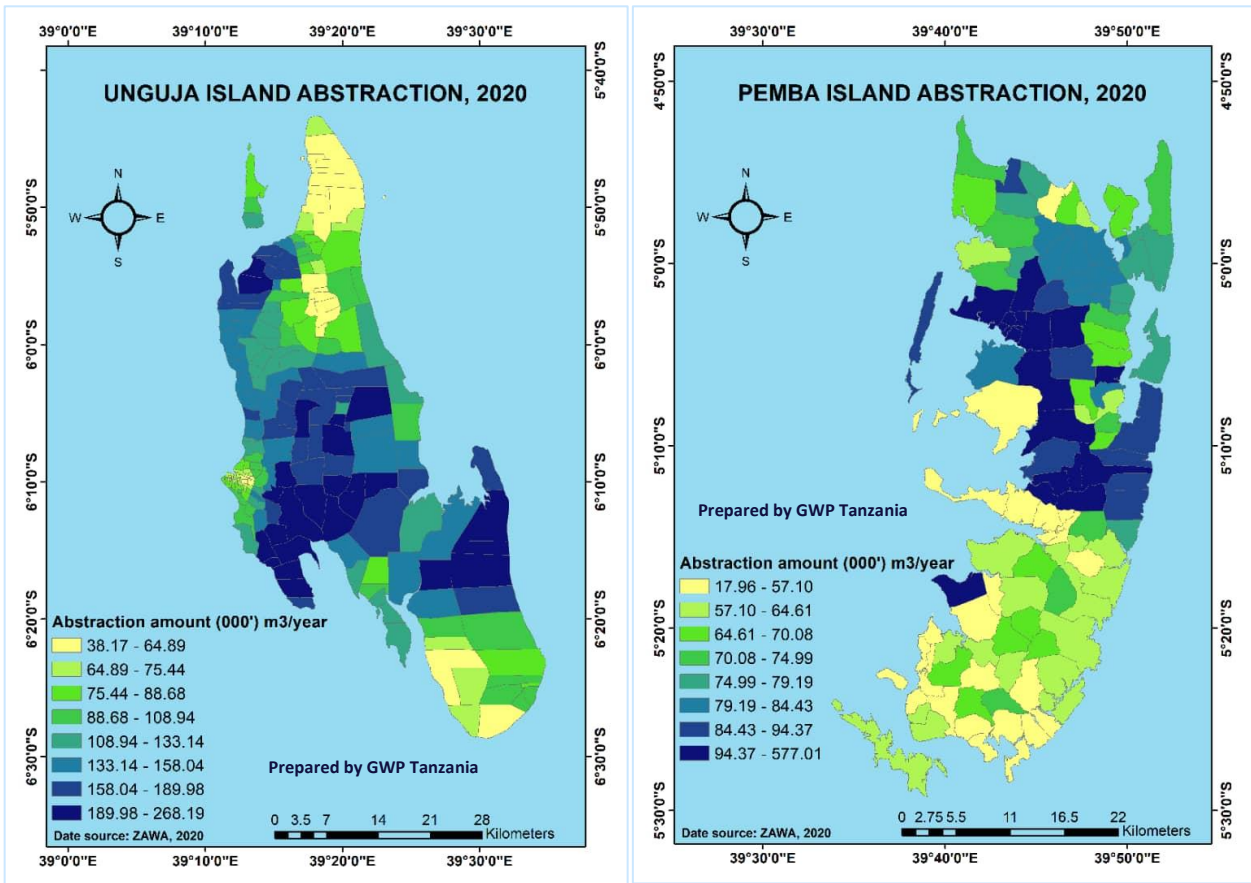 39°0'0"E 39°10'0"E 39°20'0"E 39°30'0"E
UNGUJA ISLAND ABSTRACTION, 2020
5°40'0"S
5°50'0"S
6°0'0"S
6°10'0"S
6°20'0"S
6°30'0"S
5°40'0"S
5°50'0"S
6°0'0"S
6°10'0"S
6°20'0"S
6°30'0"S
N
W E
S
Abstraction amount (000') m3/year
38.17 - 64.89
64.89 - 75.44
75.44 - 88.68
88.68 - 108.94
108.94 - 133.14
133.14 - 158.04
158.04 - 189.98
189.98 - 268.19
Date source: ZAWA, 2020
Prepared by GWP Tanzania
0 3.5 7 14 21 28
Kilometers
39°0'0"E 39°10'0"E 39°20'0"E 39°30'0"E
39°30'0"E 39°40'0"E 39°50'0"E
PEMBA ISLAND ABSTRACTION, 2020
4°50'0"S
5°0'0"S
5°10'0"S
5°20'0"S
5°30'0"S
4°50'0"S
5°0'0"S
5°10'0"S
5°20'0"S
5°30'0"S
N
W E
S
Prepared by GWP Tanzania
Abstraction amount (000') m3/year
17.96 - 57.10
57.10 - 64.61
64.61 - 70.08
70.08 - 74.99
74.99 - 79.19
79.19 - 84.43
84.43 - 94.37
94.37 - 577.01
Date source: ZAWA, 2020
0 2.75 5.5 11 16.5 22
Kilometers
39°30'0"E 39°40'0"E 39°50'0"E